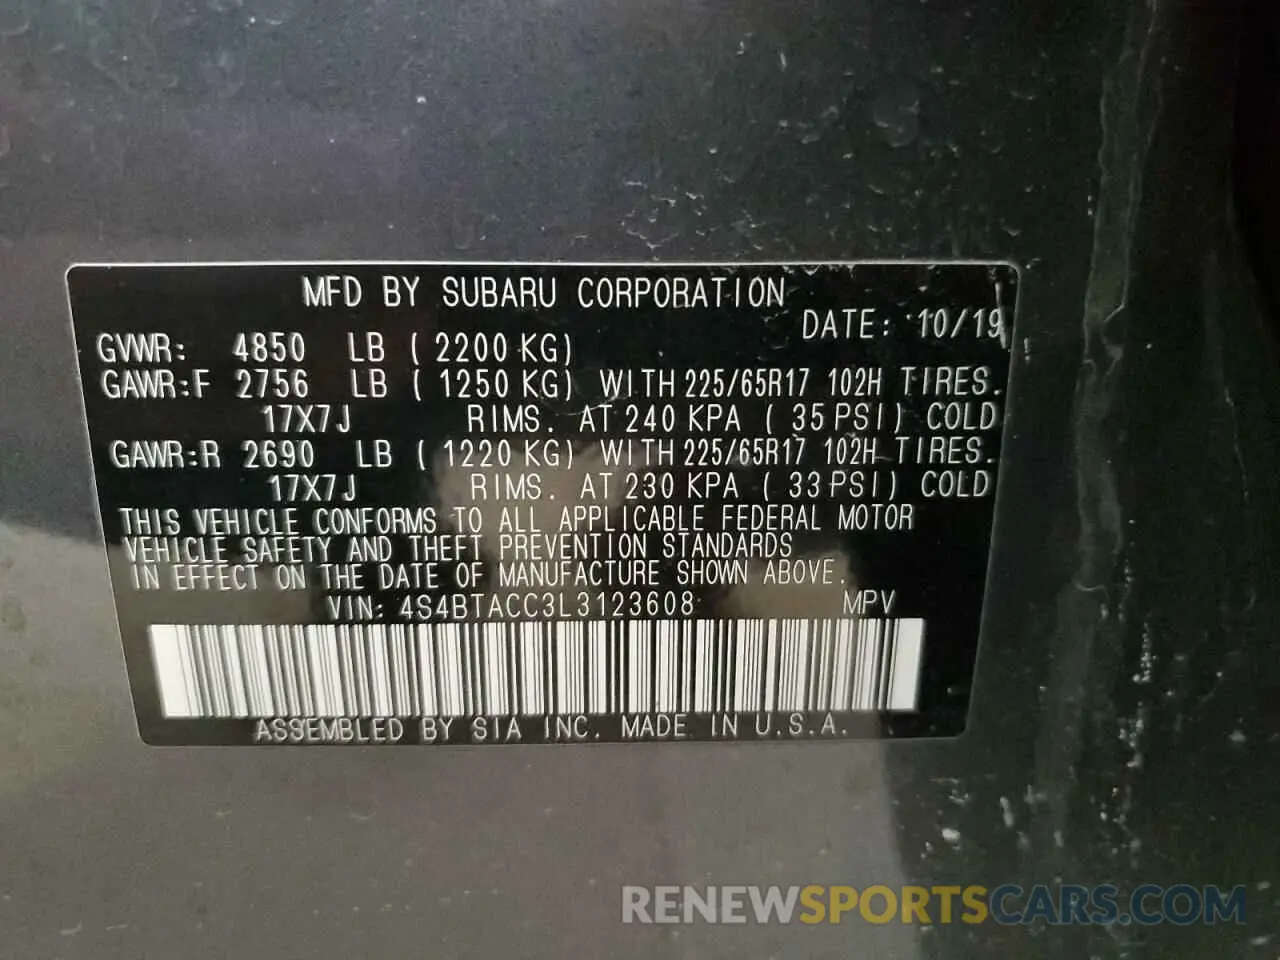 MFD BY SUBARU CORPORATION
DATE: 10/19
GVWR: 4850 LB ( 2200 KG)
GAWR:F 2756 LB ( 1250 KG) WITH 225/65R17 102H TIRES.
17X7J RIMS. AT 240 KPA ( 35 PSI) COLD
GAWR:R 2690 LB ( 1220 KG) WITH 225/65R17 102H TIRES.
17X7J RIMS. AT 230 KPA ( 33 PSI) COLD
THIS VEHICLE CONFORMS TO ALL APPLICABLE FEDERAL MOTOR
VEHICLE SAFETY AND THEFT PREVENTION STANDARDS
IN EFFECT ON THE DATE OF MANUFACTURE SHOWN ABOVE.
VIN: 4S4BTACC3L3123608 MPV
ASSEMBLED BY SIA INC. MADE IN U.S.A.
RENEWSPORTSCARS.COM